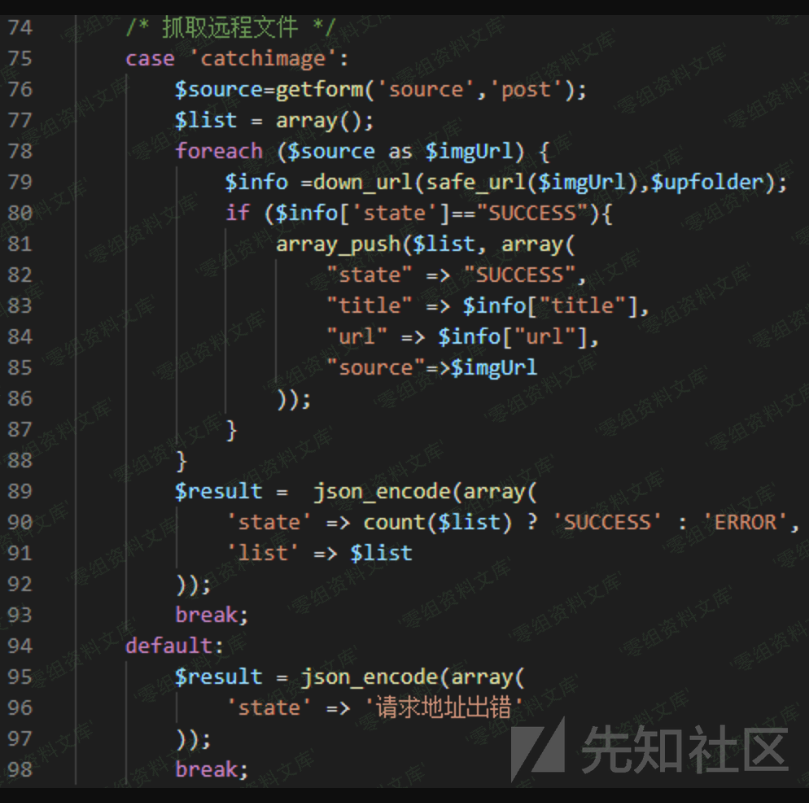 74 /* 抓取远程文件 */
75 case 'catchimage':
76 $source=getform('source','post');
77 $list = array();
78 foreach ($source as $imgUrl) {
79 $info =down_url(safe_url($imgUrl),$upfolder);
80 if ($info['state']=="SUCCESS"){
81 array_push($list, array(
82 "state" => "SUCCESS",
83 "title" => $info["title"],
84 "url" => $info["url"],
85 "source"=>$imgUrl
86 ));
87 }
88 }
89 $result =  json_encode(array(
90 'state' => count($list) ? 'SUCCESS' : 'ERROR',
91 'list' => $list
92 ));
93 break;
94 default:
95 $result = json_encode(array(
96 'state' => '请求地址出错'
97 ));
98 break;
先知社区
零组资料文库